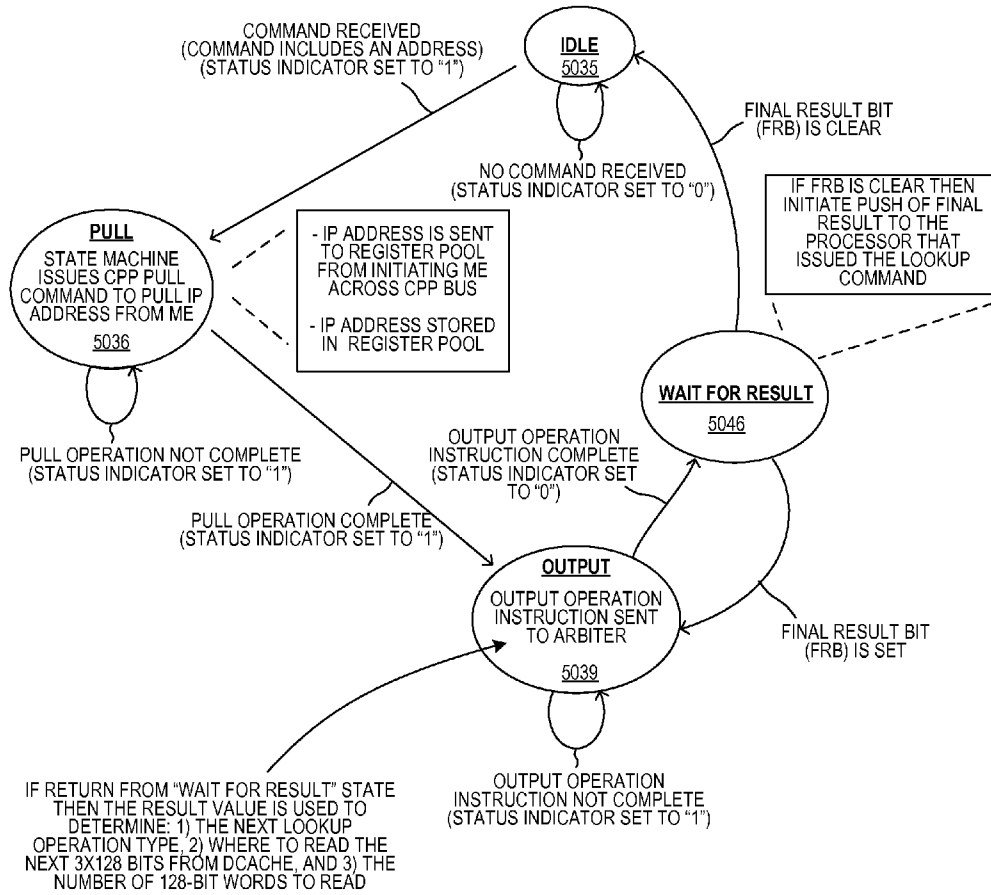 COMMAND RECEIVED
(COMMAND INCLUDES AN ADDRESS)
(STATUS INDICATOR SET TO “1”)
IDLE
5035
NO COMMAND RECEIVED
(STATUS INDICATOR SET TO “0”)
FINAL RESULT BIT
(FRB) IS CLEAR
IF FRB IS CLEAR THEN
INITIATE PUSH OF FINAL
RESULT TO THE
PROCESSOR THAT
ISSUED THE LOOKUP
COMMAND
PULL
STATE MACHINE
ISSUES CPP PULL
COMMAND TO PULL IP
ADDRESS FROM ME
5036
- IP ADDRESS IS SENT
TO REGISTER POOL
FROM INITIATING ME
ACROSS CPP BUS
- IP ADDRESS STORED
IN REGISTER POOL
WAIT FOR RESULT
5046
PULL OPERATION NOT COMPLETE
(STATUS INDICATOR SET TO “1”)
OUTPUT OPERATION
INSTRUCTION COMPLETE
(STATUS INDICATOR SET
TO “0”)
PULL OPERATION COMPLETE
(STATUS INDICATOR SET TO “1”)
OUTPUT
OUTPUT OPERATION
INSTRUCTION SENT
TO ARBITER
5039
FINAL RESULT BIT
(FRB) IS SET
OUTPUT OPERATION
INSTRUCTION NOT COMPLETE
(STATUS INDICATOR SET TO “1”)
IF RETURN FROM “WAIT FOR RESULT” STATE
THEN THE RESULT VALUE IS USED TO
DETERMINE: 1) THE NEXT LOOKUP
OPERATION TYPE, 2) WHERE TO READ THE
NEXT 3X128 BITS FROM DCACHE, AND 3) THE
NUMBER OF 128-BIT WORDS TO READ